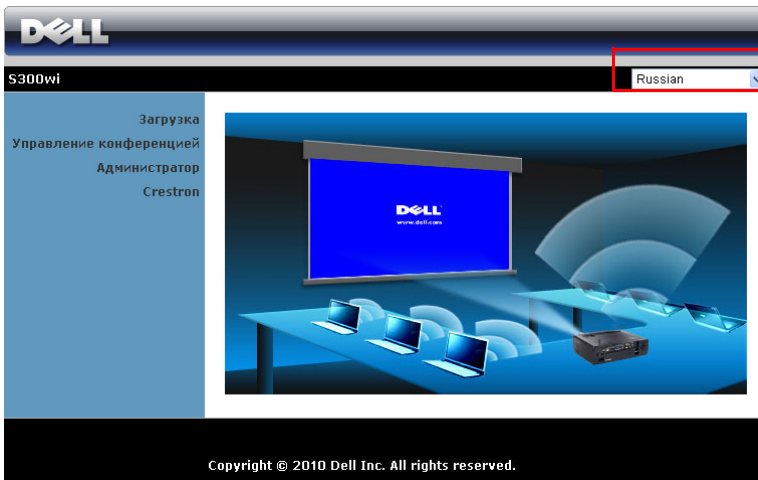 DELL
S300wi
Russian
Загрузка
Управление конференцией
Администратор
Crestron
DELL
www.dell.com
Copyright © 2010 Dell Inc. All rights reserved.